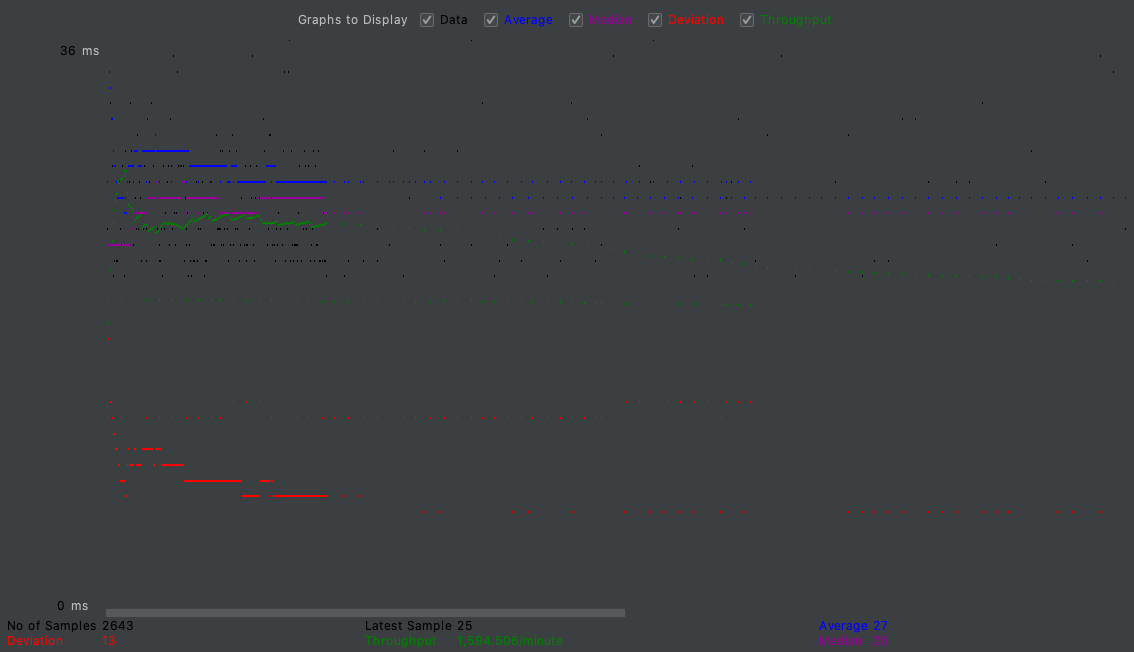 Graphs to Display Data Average Median Deviation Throughput
36 ms
0 ms
No of Samples 2643 Latest Sample 25 Average 27
Deviation 13 Throughput 1,594.506/minute Median